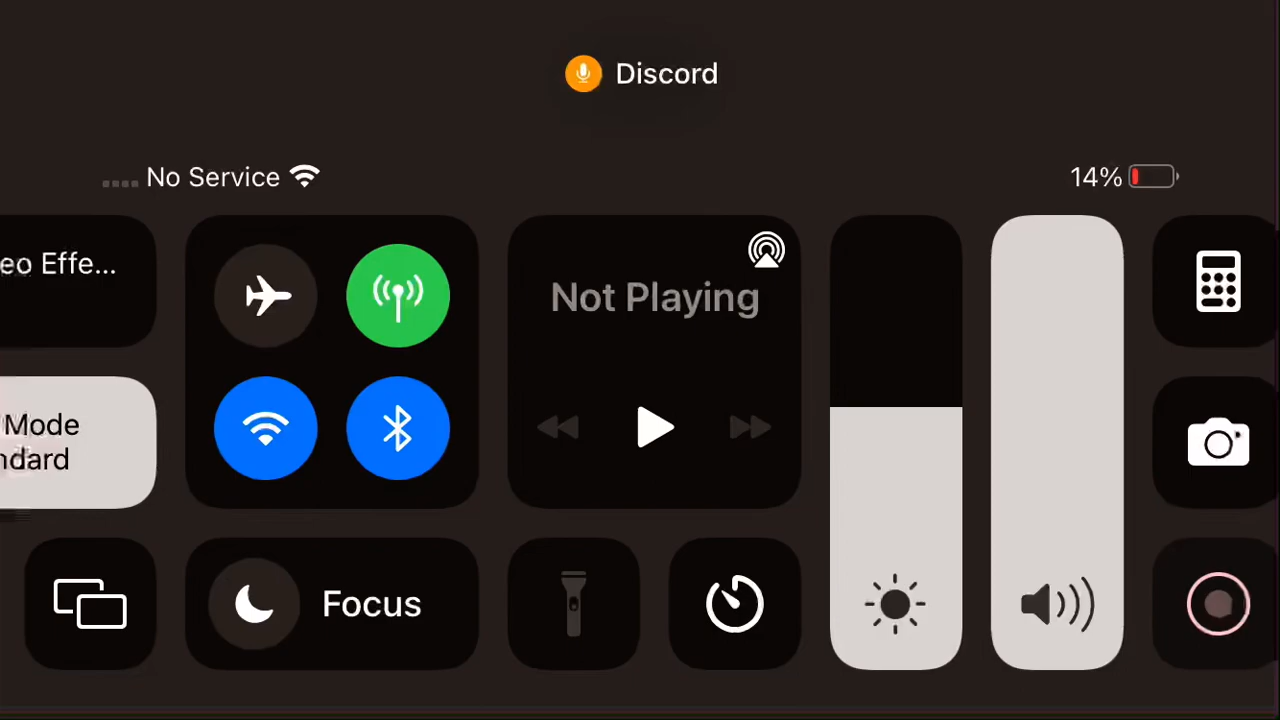 Discord
No Service
14%
eo Effe...
Mode
ndard
Not Playing
Focus